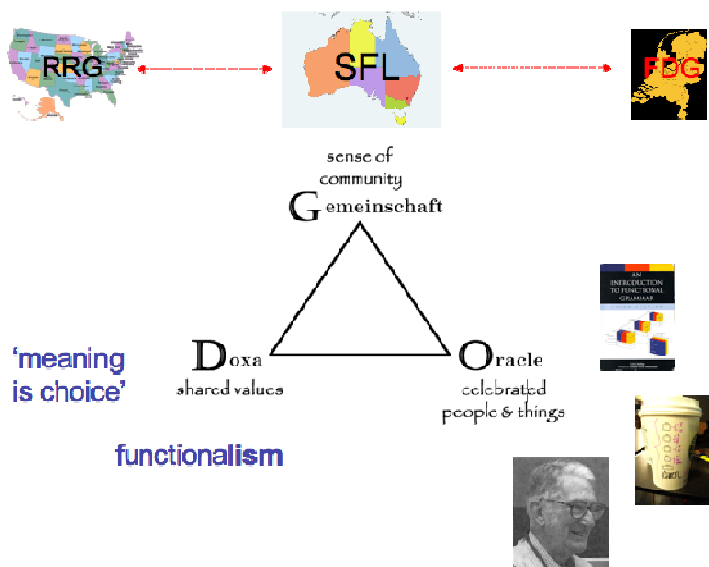 RRG
SFL
FDG
sense of
community
Gemeinschaft
AN
INTRODUCTION
TO FUNCTIONAL
GRAMMAR
'meaning
is choice'
Doxa
shared values
Oracle
celebrated
people & things
functionalism